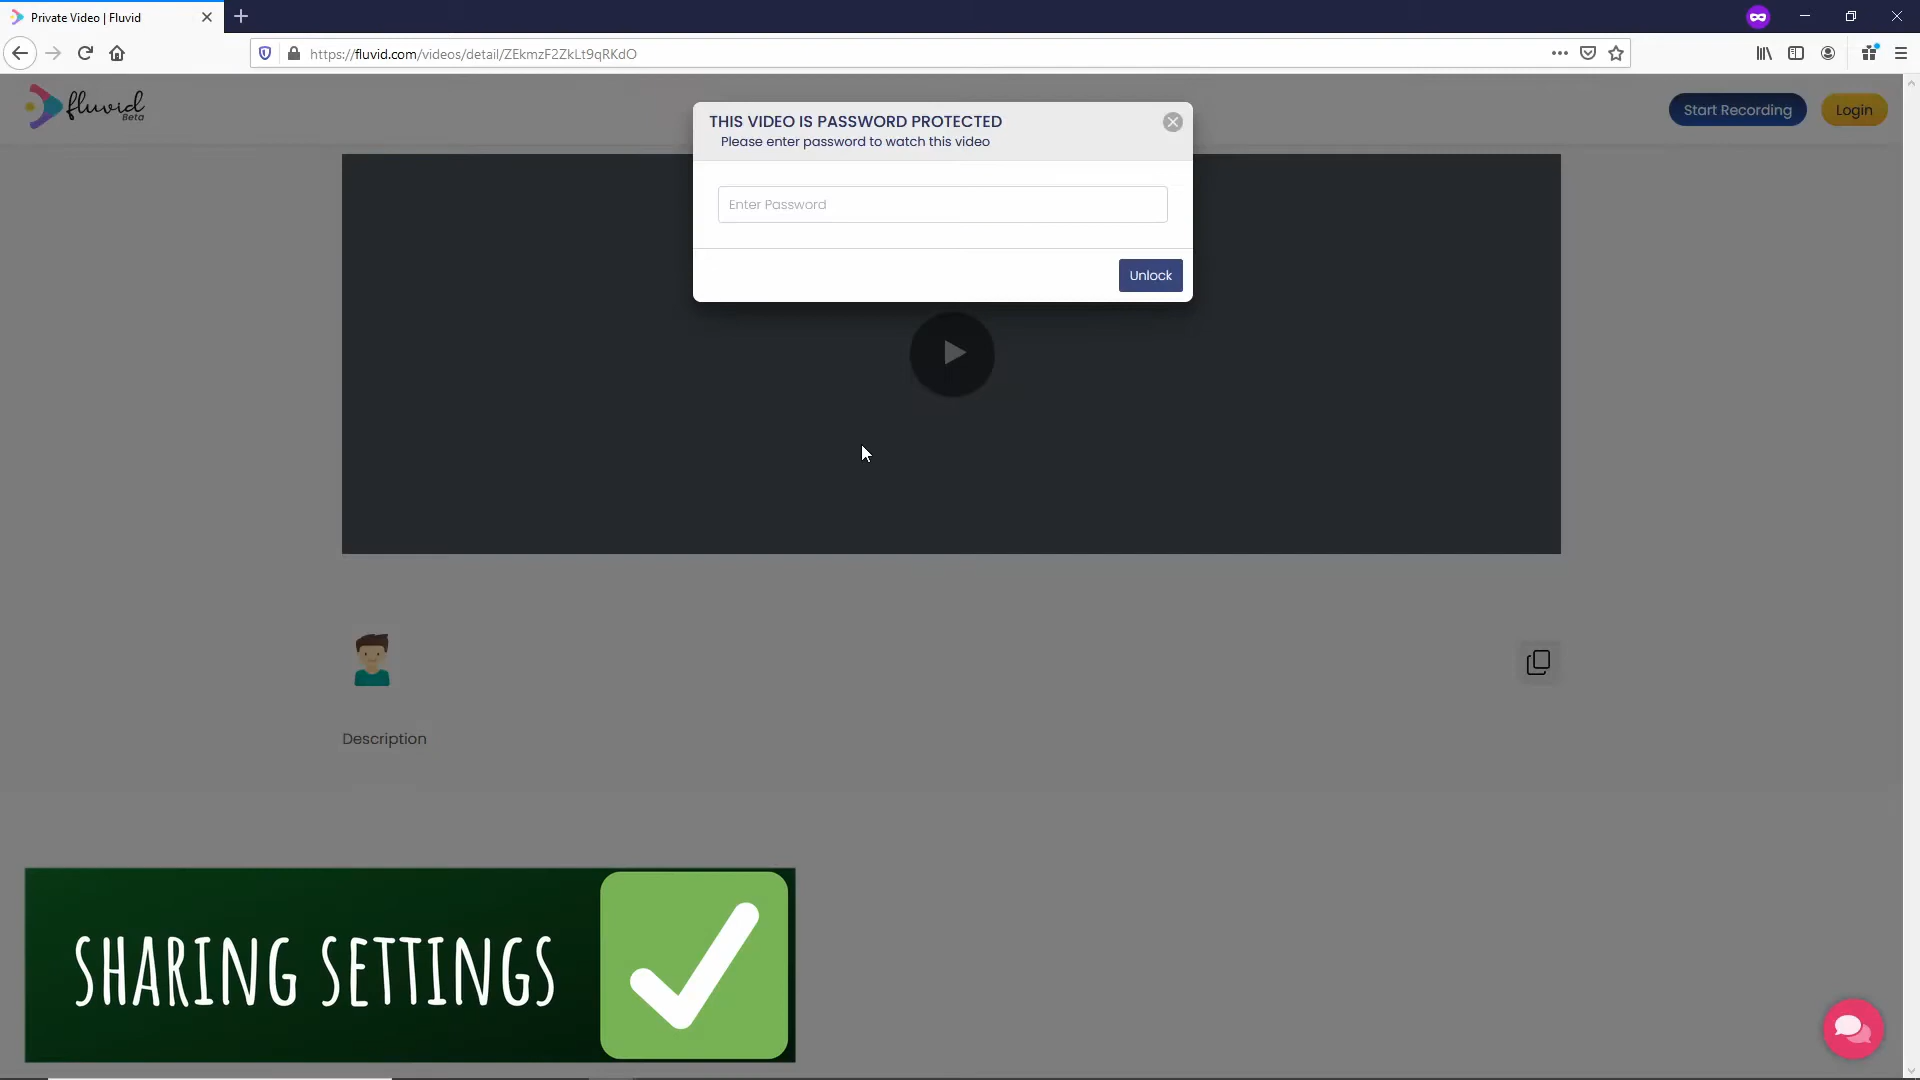 Private Video | Fluvid
https://fluvid.com/videos/detail/ZEkmzF2ZkLt9qRKdO
fluvid
Beta
Start Recording
Login
THIS VIDEO IS PASSWORD PROTECTED
Please enter password to watch this video
Enter Password
Unlock
Description
SHARING SETTINGS